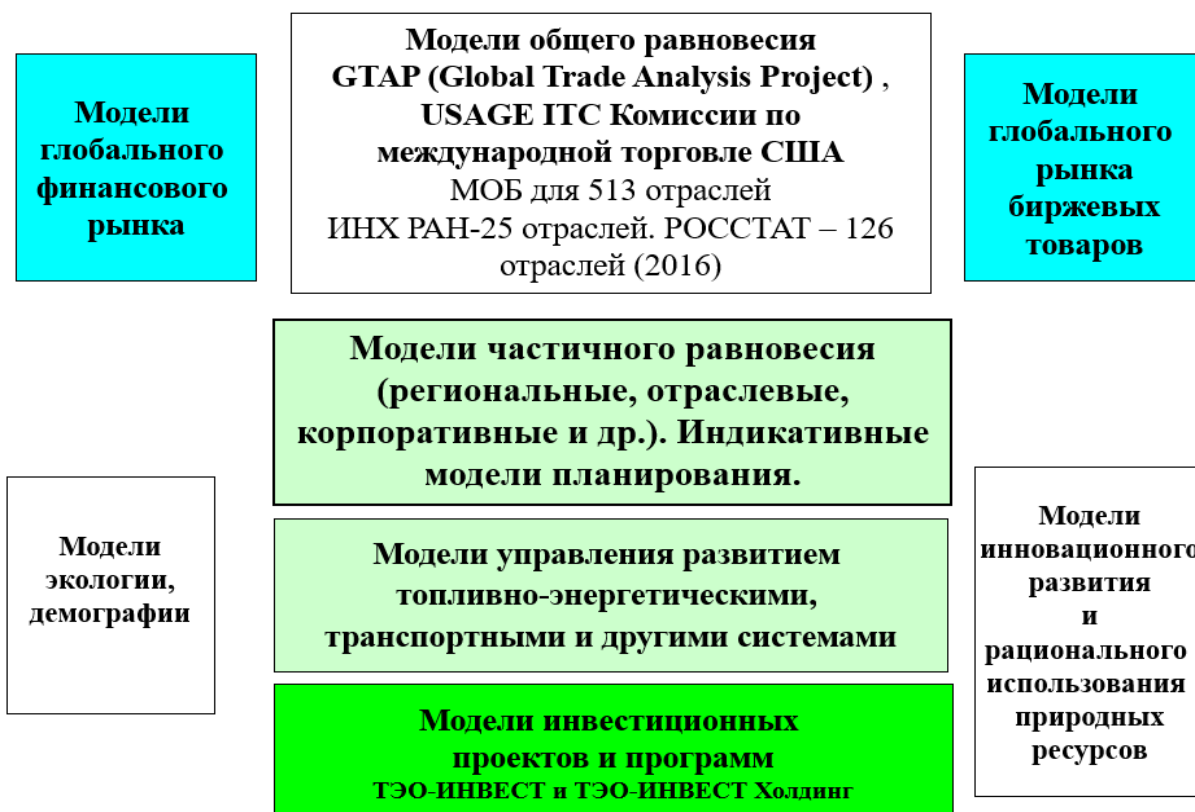 Модели
глобального
финансового
рынка
Модели общего равновесия
GTAP (Global Trade Analysis Project) ,
USAGE ITC Комиссии по
международной торговле США
МОБ для 513 отраслей
ИНХ РАН-25 отраслей. РОССТАТ – 126
отраслей (2016)
Модели
глобального
рынка
биржевых
товаров
Модели частичного равновесия
(региональные, отраслевые,
корпоративные и др.). Индикативные
модели планирования.
Модели
экологии,
демографии
Модели управления развитием
топливно-энергетическими,
транспортными и другими системами
Модели
инновационного
развития
и
рационального
использования
природных
ресурсов
Модели инвестиционных
проектов и программ
ТЭО-ИНВЕСТ и ТЭО-ИНВЕСТ Холдинг